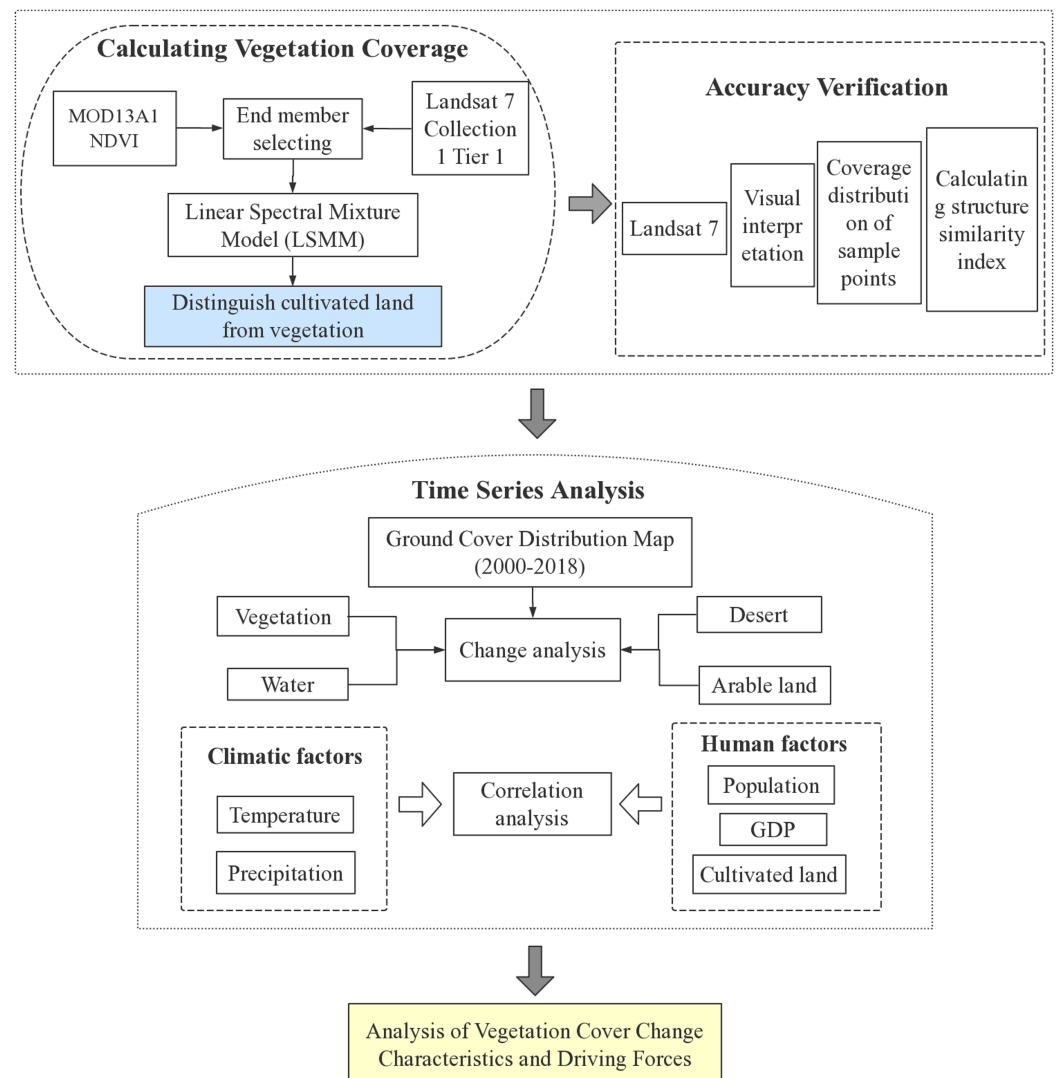 Calculating Vegetation Coverage
MOD13A1
NDVI
End member
selecting
Landsat 7
Collection
1 Tier 1
Linear Spectral Mixture
Model (LSMM)
Distinguish cultivated land
from vegetation
Accuracy Verification
Landsat 7
Visual
interpr
etation
Coverage
distributi
on of
sample
points
Calculatin
g structure
similarity
index
Time Series Analysis
Ground Cover Distribution Map
(2000-2018)
Vegetation
Water
Change analysis
Desert
Arable land
Climatic factors
Temperature
Precipitation
Correlation
analysis
Human factors
Population
GDP
Cultivated land
Analysis of Vegetation Cover Change
Characteristics and Driving Forces